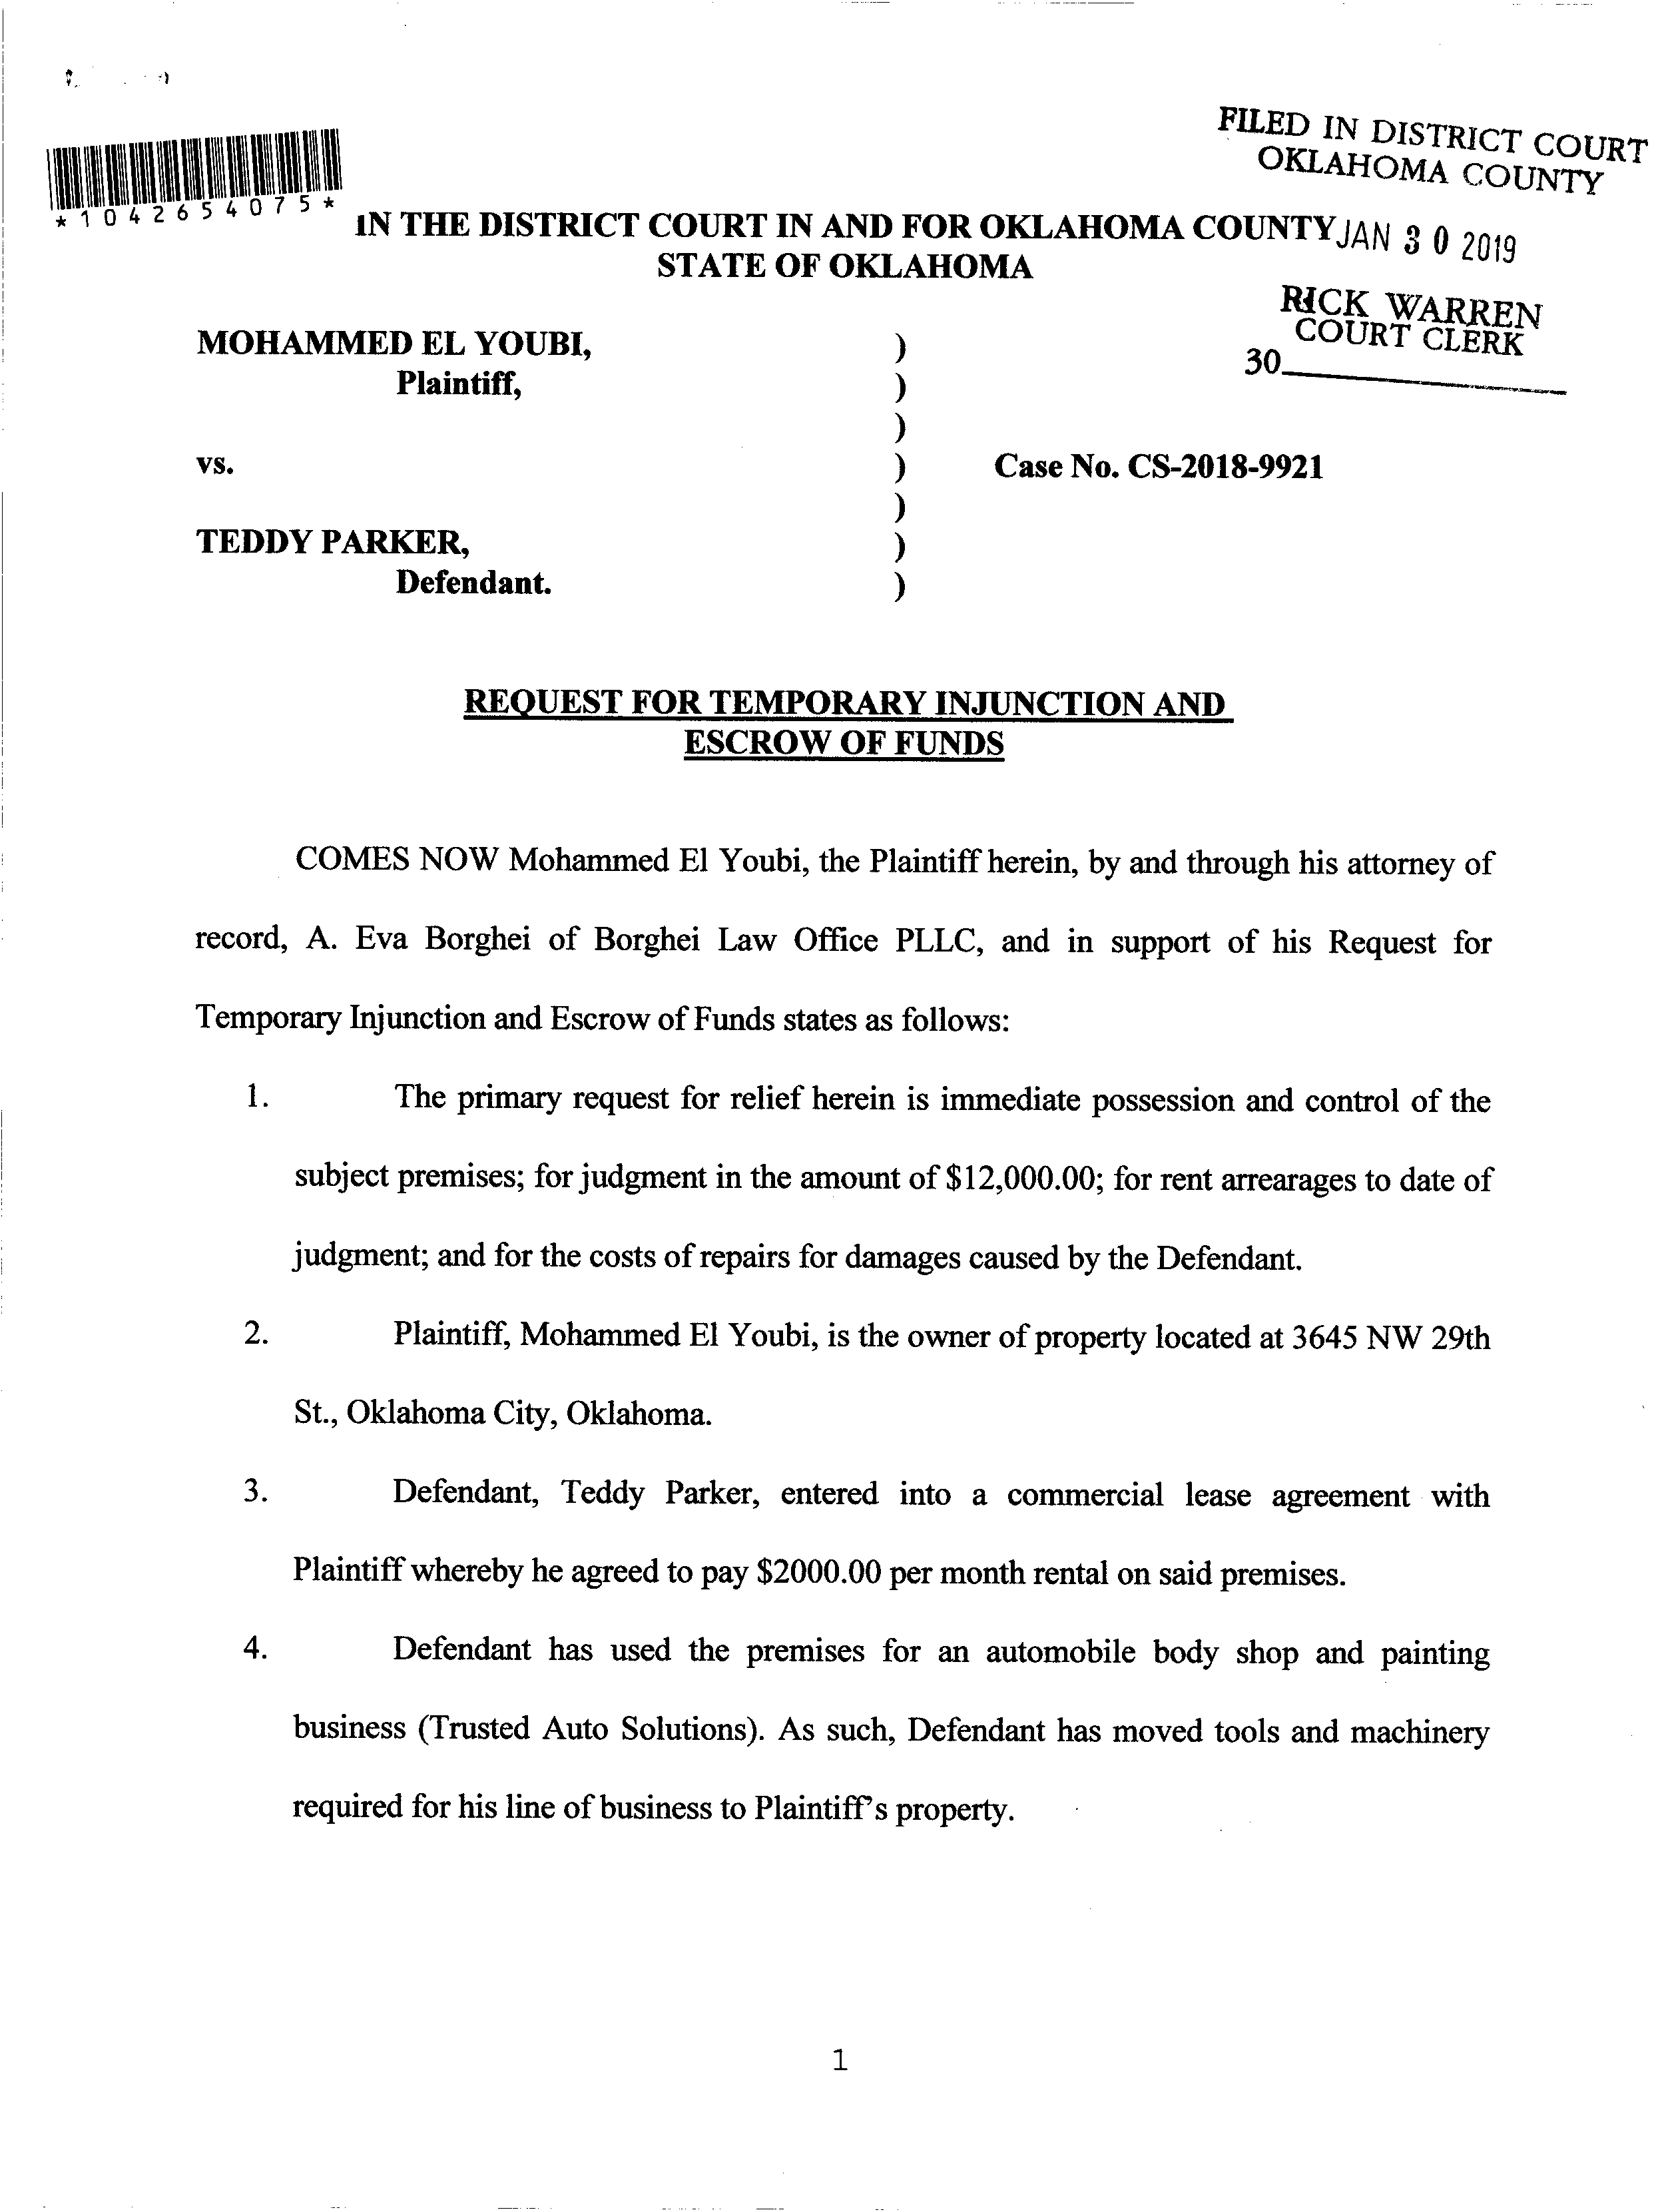 FILED IN DISTRICT COURT
OKLAHOMA COUNTY
*1042654075*
IN THE DISTRICT COURT IN AND FOR OKLAHOMA COUNTY JAN 30 2019
STATE OF OKLAHOMA
RICK WARREN
COURT CLERK
30
MOHAMMED EL YOUBI, )
Plaintiff, )
)
vs. ) Case No. CS-2018-9921
)
TEDDY PARKER, )
Defendant. )
REQUEST FOR TEMPORARY INJUNCTION AND
ESCROW OF FUNDS
COMES NOW Mohammed El Youbi, the Plaintiff herein, by and through his attorney of
record, A. Eva Borghei of Borghei Law Office PLLC, and in support of his Request for
Temporary Injunction and Escrow of Funds states as follows:
1. The primary request for relief herein is immediate possession and control of the
subject premises; for judgment in the amount of $12,000.00; for rent arrearages to date of
judgment; and for the costs of repairs for damages caused by the Defendant.
2. Plaintiff, Mohammed El Youbi, is the owner of property located at 3645 NW 29th
St., Oklahoma City, Oklahoma.
3. Defendant, Teddy Parker, entered into a commercial lease agreement with
Plaintiff whereby he agreed to pay $2000.00 per month rental on said premises.
4. Defendant has used the premises for an automobile body shop and painting
business (Trusted Auto Solutions). As such, Defendant has moved tools and machinery
required for his line of business to Plaintiff's property.
1